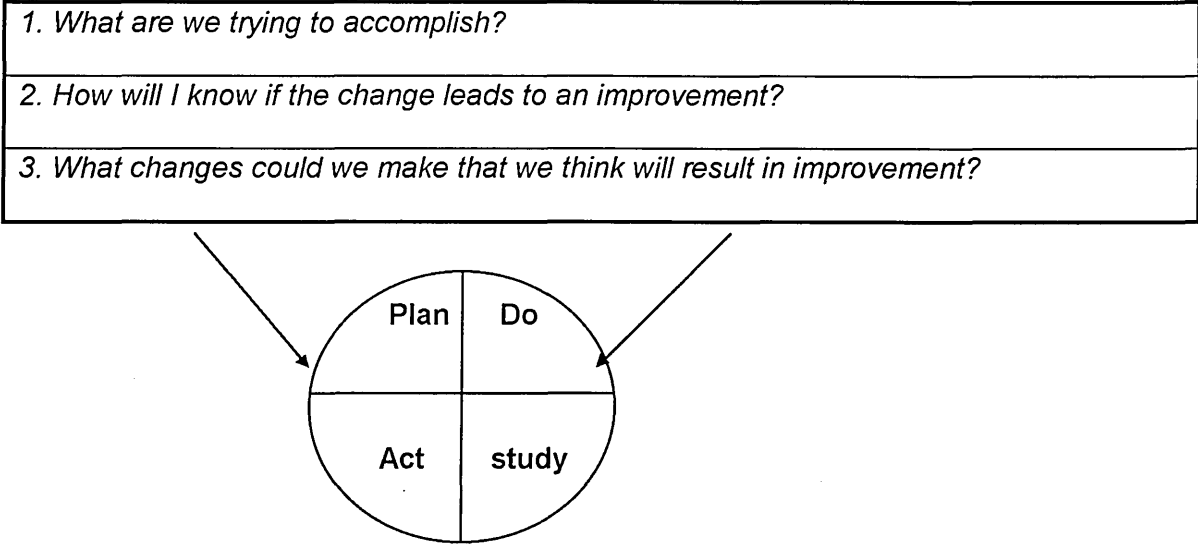 1. What are we trying to accomplish?
2. How will I know if the change leads to an improvement?
3. What changes could we make that we think will result in improvement?
Plan Do
Act study